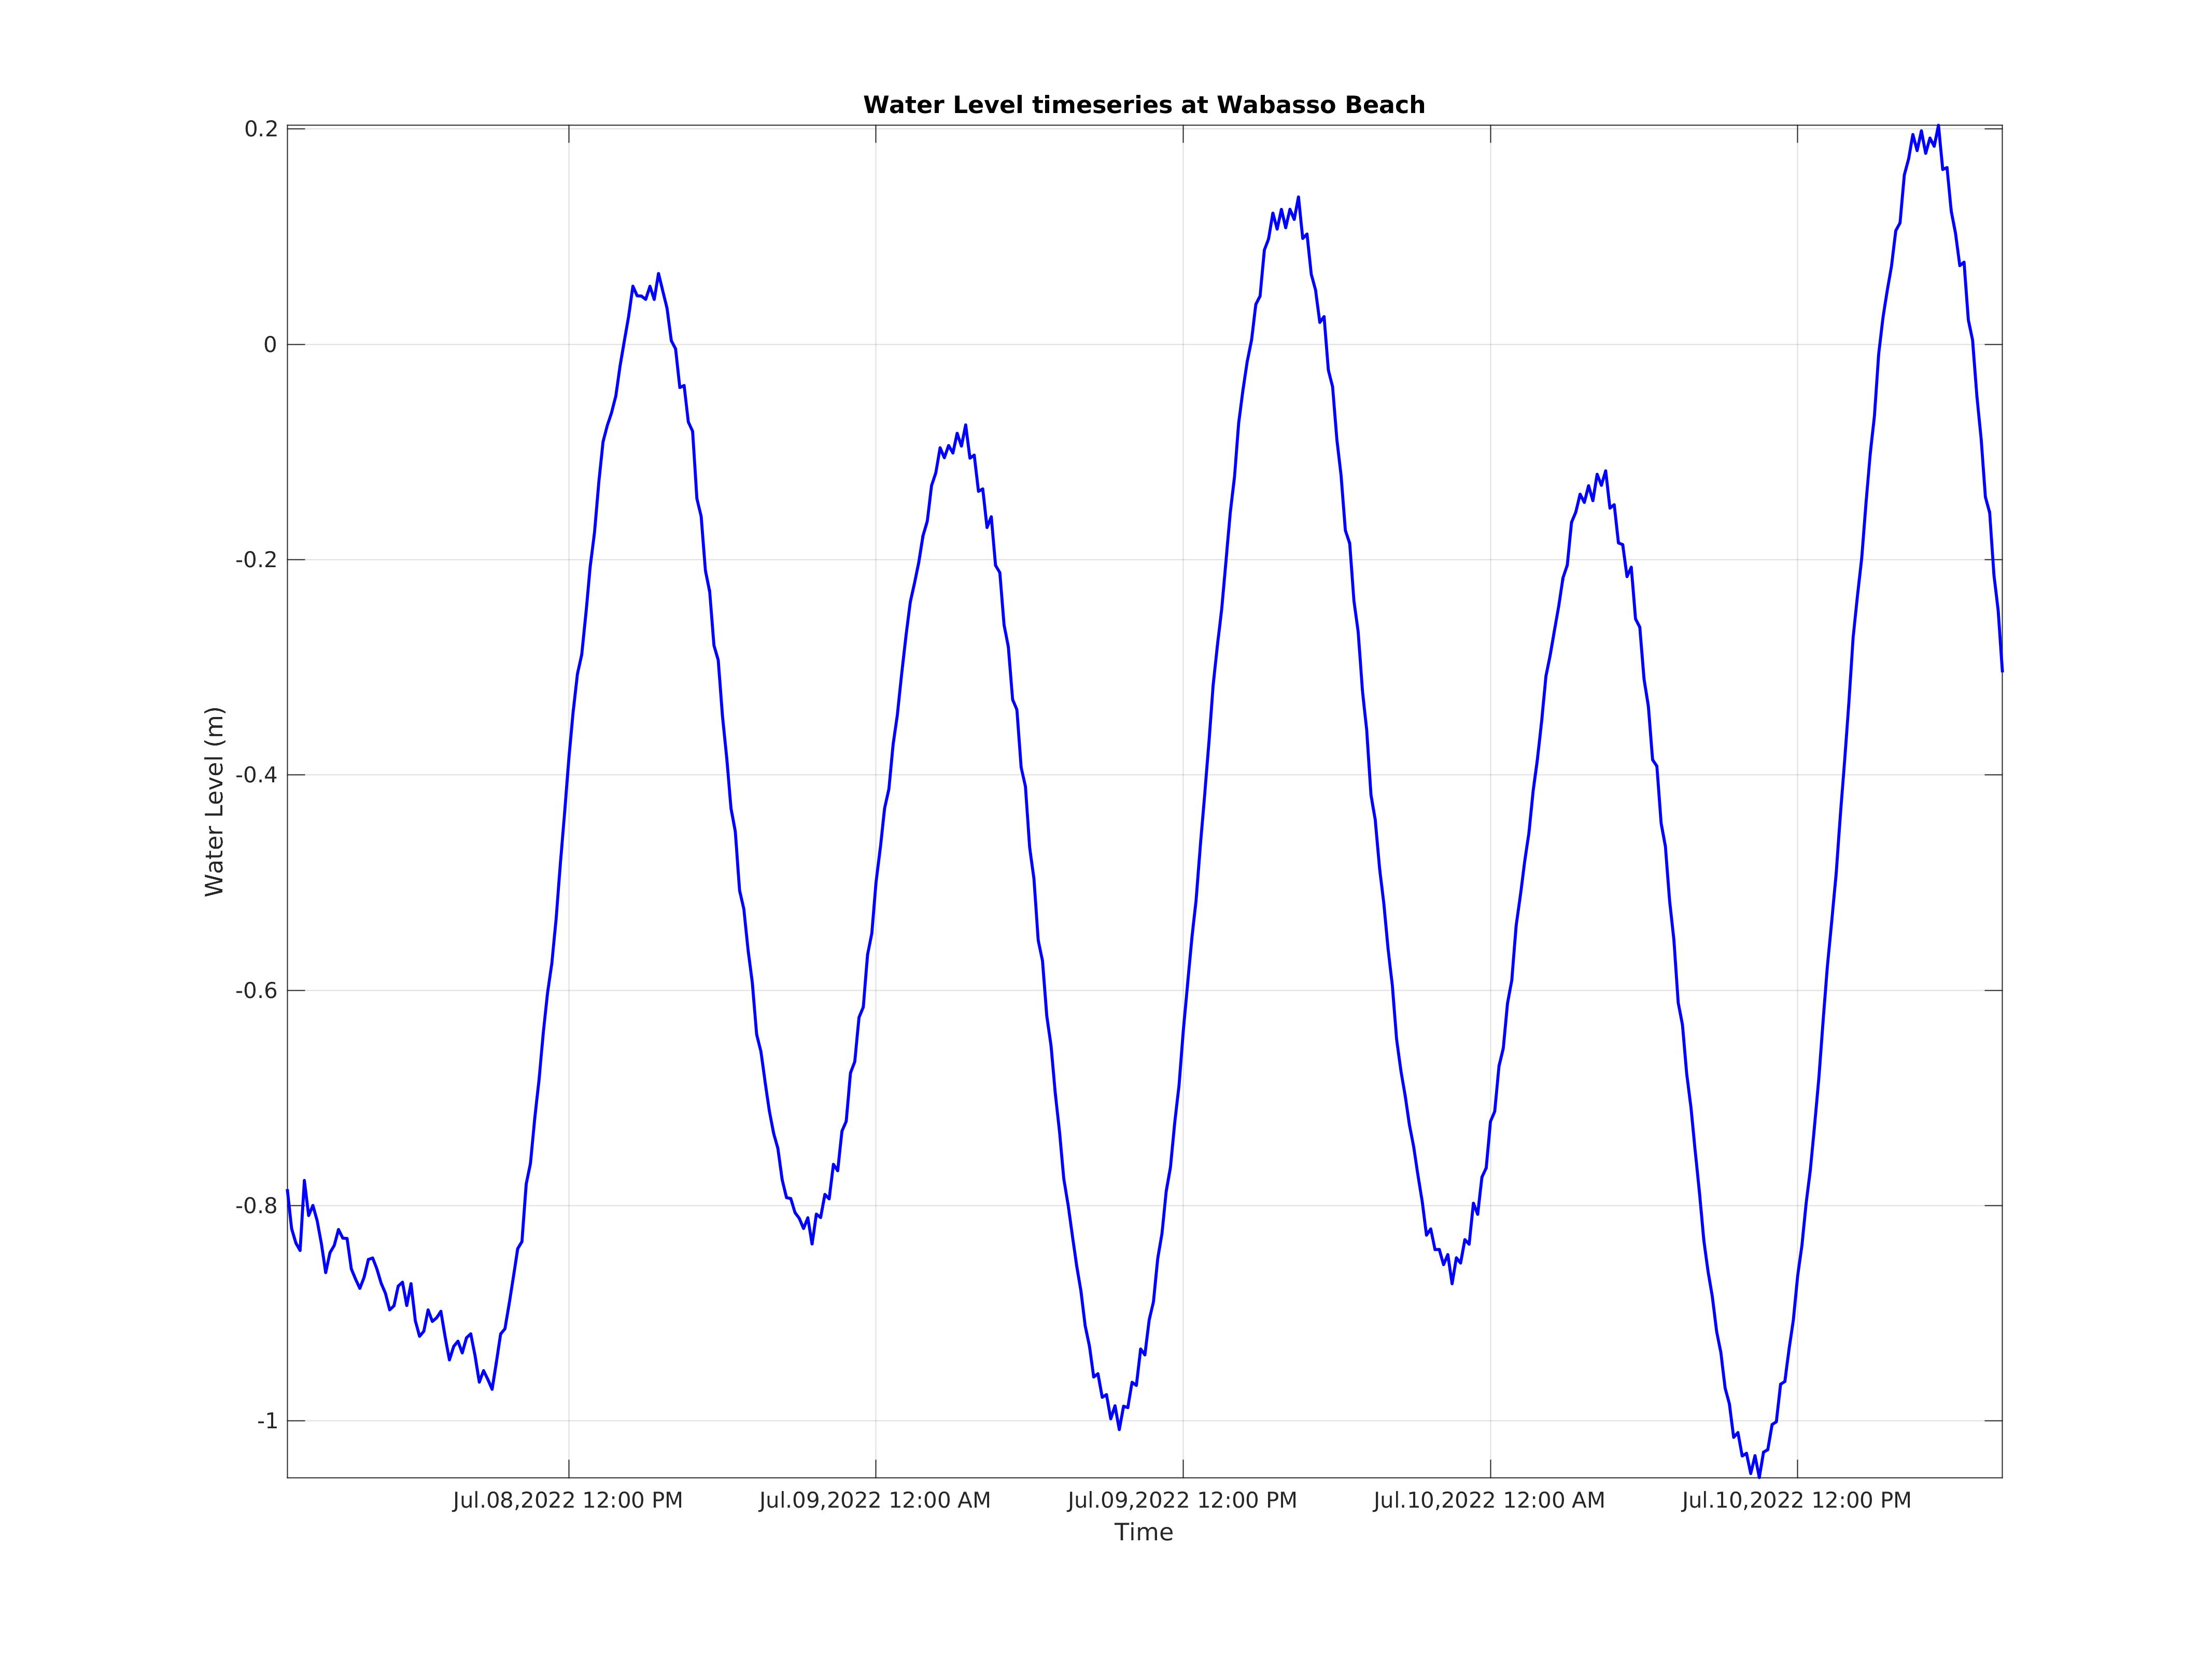 Water Level timeseries at Wabasso Beach
0.2
0
-0.2
-0.4
-0.6
-0.8
-1
Water Level (m)
Jul.08,2022 12:00 PM
Jul.09,2022 12:00 AM
Jul.09,2022 12:00 PM
Jul.10,2022 12:00 AM
Jul.10,2022 12:00 PM
Time